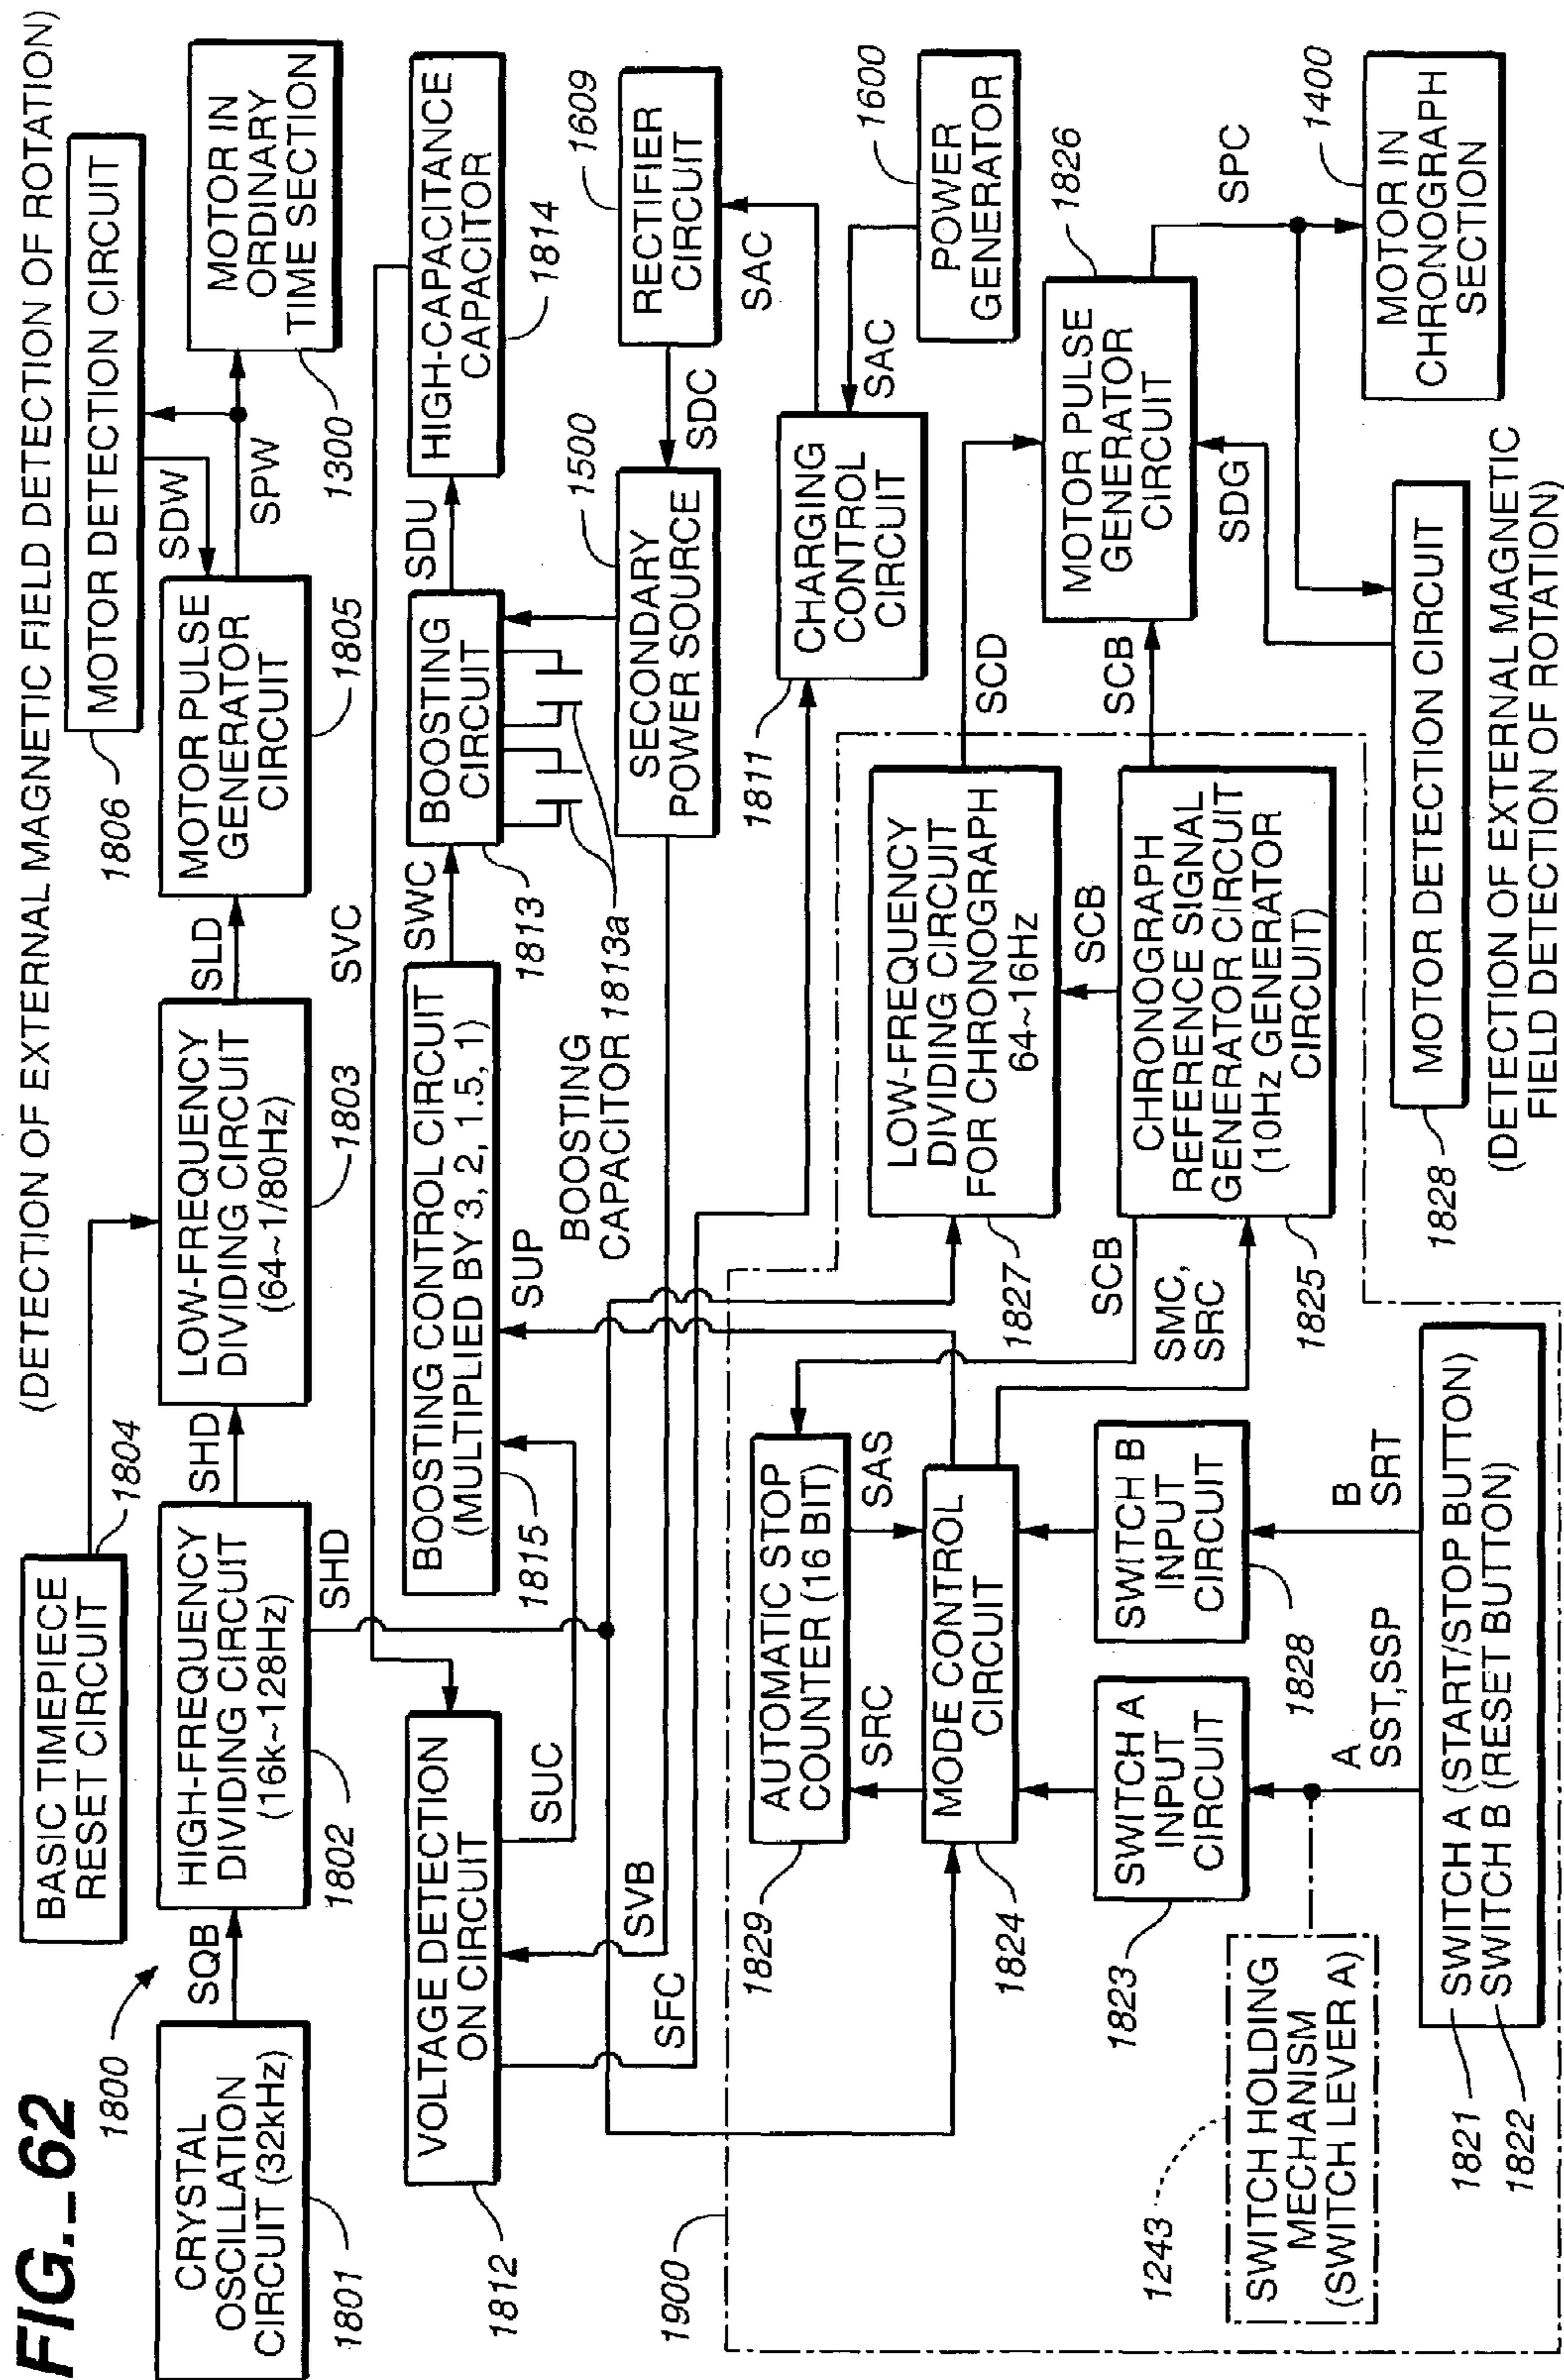 FIG._62
1800
(DETECTION OF EXTERNAL MAGNETIC FIELD DETECTION OF ROTATION)
BASIC TIMEPIECE
RESET CIRCUIT
1804
MOTOR DETECTION CIRCUIT
1806
CRYSTAL
OSCILLATION
CIRCUIT (32kHz)
1801
SQB
HIGH-FREQUENCY
DIVIDING CIRCUIT
(16k~128Hz)
1802
SHD
SHD
LOW-FREQUENCY
DIVIDING CIRCUIT
(64~1/80Hz)
1803
SLD
MOTOR PULSE
GENERATOR
CIRCUIT
1805
SDW
SPW
MOTOR IN
ORDINARY
TIME SECTION
1300
SVC
VOLTAGE DETECTION
ON CIRCUIT
1812
SUC
BOOSTING CONTROL CIRCUIT
(MULTIPLIED BY 3, 2, 1.5, 1)
1815
SWC
BOOSTING
CIRCUIT
1813
SDU
HIGH-CAPACITANCE
CAPACITOR
1814
BOOSTING
CAPACITOR 1813a
SUP
SVB
SFC
SECONDARY
POWER SOURCE
1500
SDC
RECTIFIER
CIRCUIT
1609
SAC
CHARGING
CONTROL
CIRCUIT
1811
SAC
POWER
GENERATOR
1600
1900
AUTOMATIC STOP
COUNTER (16 BIT)
1829
SRC
SAS
MODE CONTROL
CIRCUIT
1824
SCB
SMC,
SRC
LOW-FREQUENCY
DIVIDING CIRCUIT
FOR CHRONOGRAPH
64~16Hz
1827
SCB
CHRONOGRAPH
REFERENCE SIGNAL
GENERATOR CIRCUIT
(10Hz GENERATOR
CIRCUIT)
1825
SCD
SCB
MOTOR PULSE
GENERATOR
CIRCUIT
1826
SDG
SPC
MOTOR IN
CHRONOGRAPH
SECTION
1400
SWITCH A
INPUT
CIRCUIT
1823
SWITCH B
INPUT
CIRCUIT
1828
A
SST,SSP
B
SRT
SWITCH HOLDING
MECHANISM
(SWITCH LEVER A)
1243
SWITCH A (START/STOP BUTTON)
SWITCH B (RESET BUTTON)
1821
1822
MOTOR DETECTION CIRCUIT
1828
(DETECTION OF EXTERNAL MAGNETIC
FIELD DETECTION OF ROTATION)